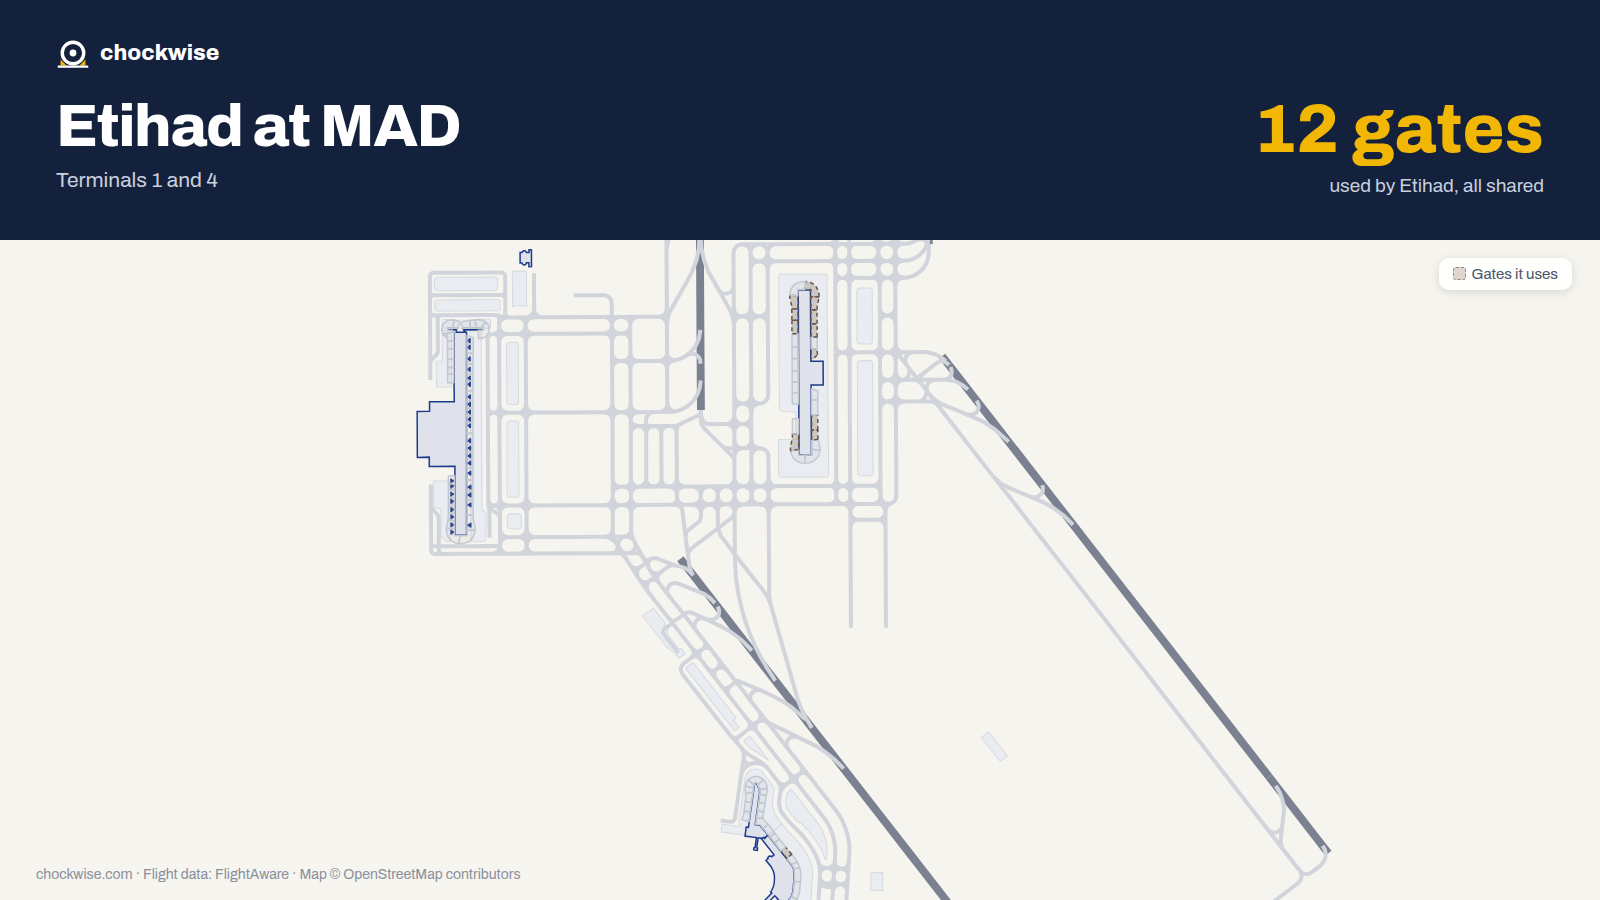 chockwise
Etihad at MAD
Terminals 1 and 4
12 gates
used by Etihad, all shared
Gates it uses
chockwise.com · Flight data: FlightAware · Map © OpenStreetMap contributors